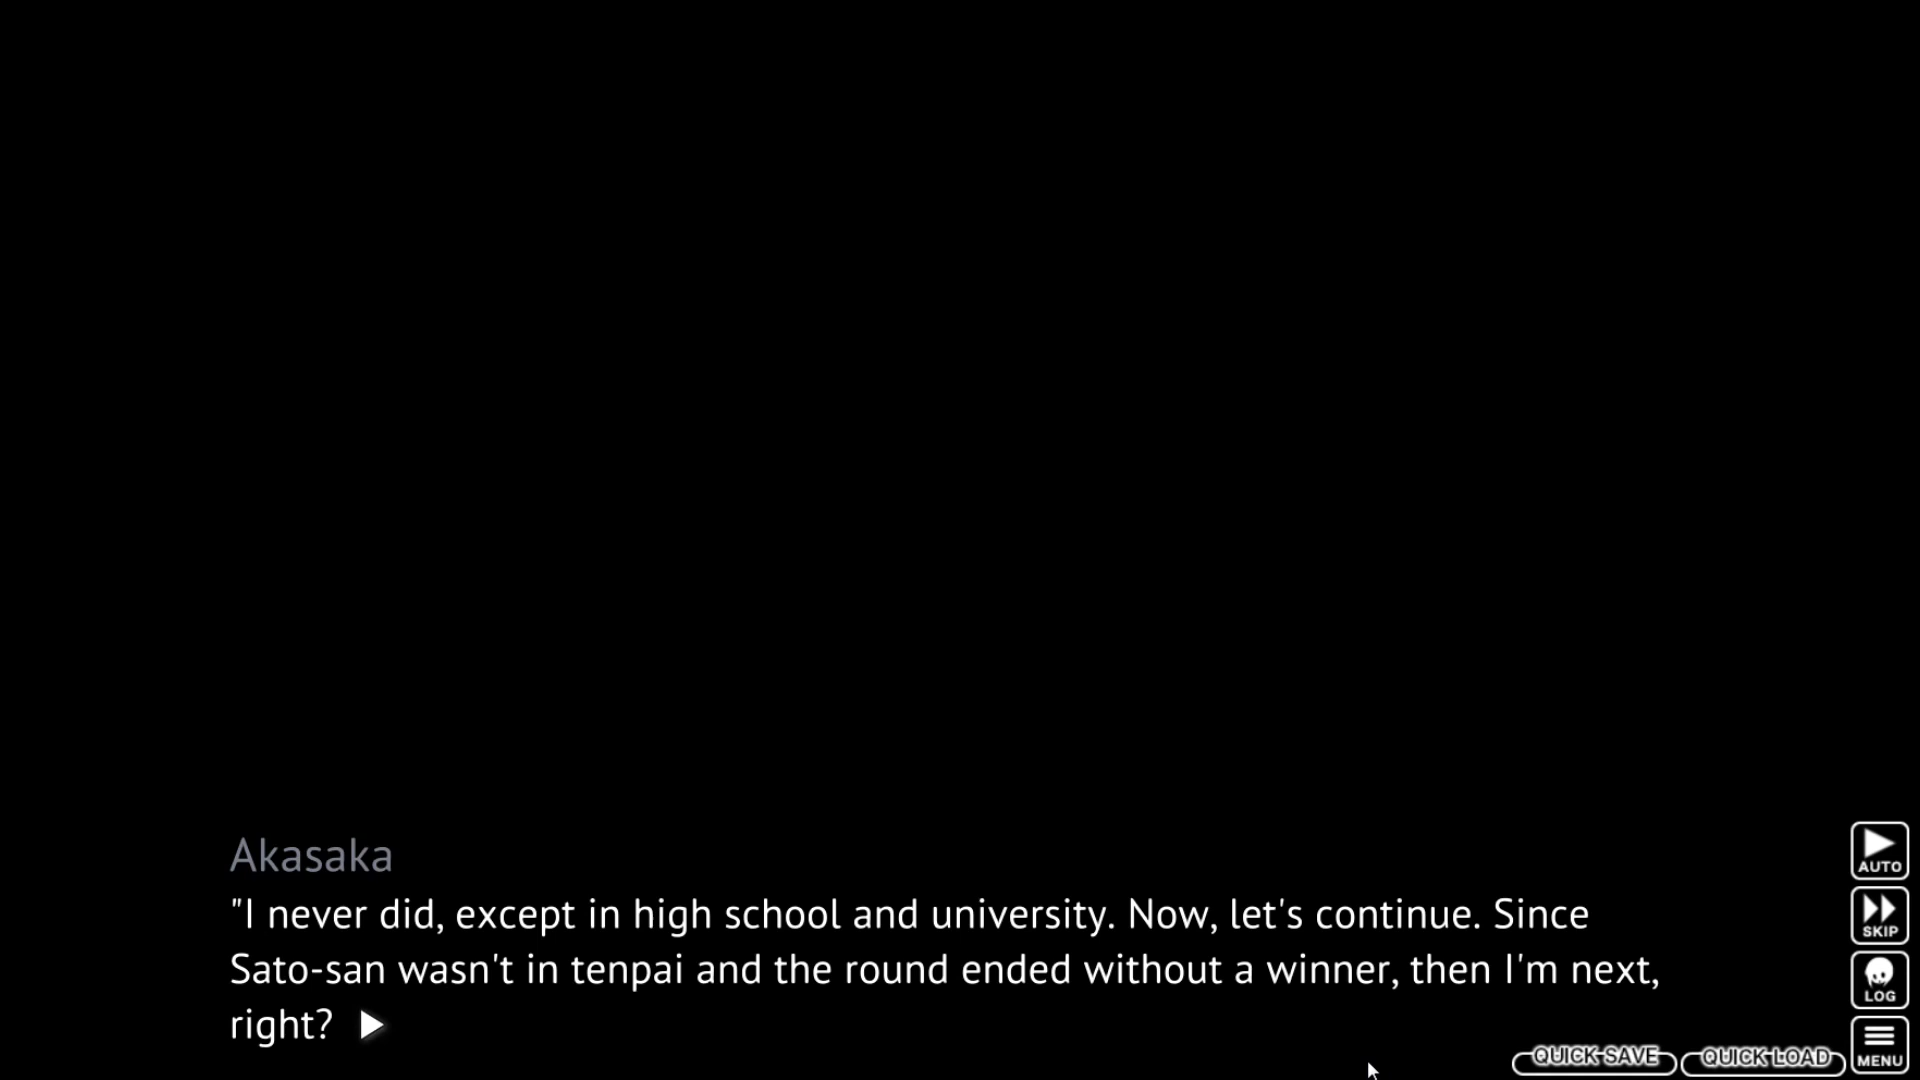 Akasaka
"I never did, except in high school and university. Now, let's continue. Since
Sato-san wasn't in tenpai and the round ended without a winner, then I'm next,
right?
AUTO
SKIP
LOG
MENU
QUICK SAVE
QUICK LOAD